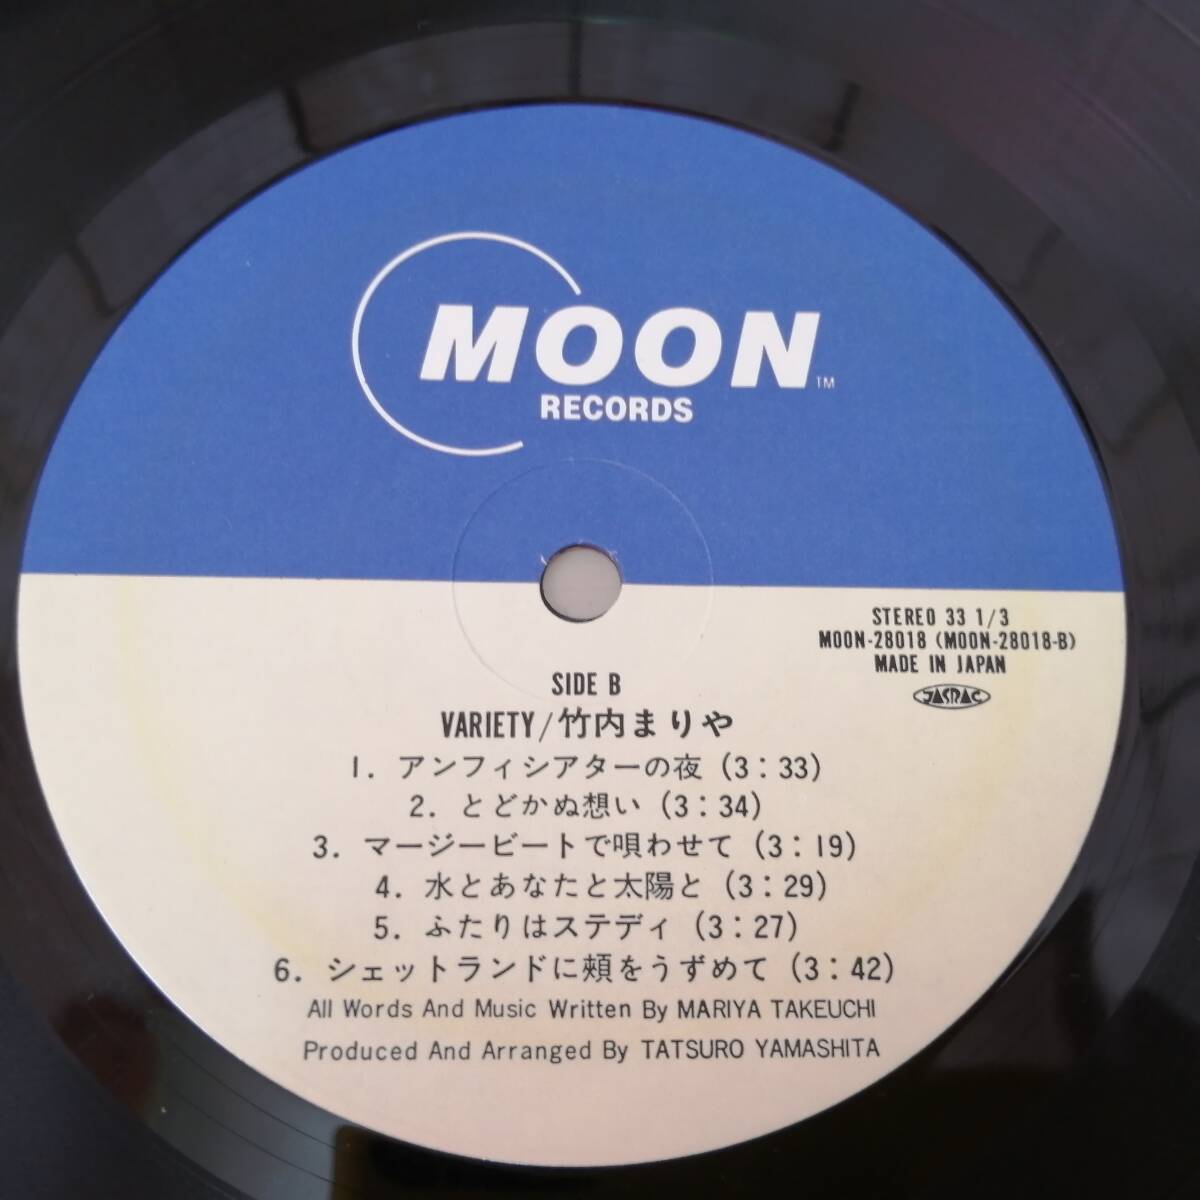 MOON™
RECORDS
STEREO 33 1/3
MOON-28018 (MOON-28018-B)
MADE IN JAPAN
JASRAC
SIDE B
VARIETY/竹内まりや
1. アンフィシアターの夜 (3:33)
2. とどかぬ想い (3:34)
3. マージービートで唄わせて (3:19)
4. 水とあなたと太陽と (3:29)
5. ふたりはステディ (3:27)
6. シェットランドに頰をうずめて (3:42)
All Words And Music Written By MARIYA TAKEUCHI
Produced And Arranged By TATSURO YAMASHITA